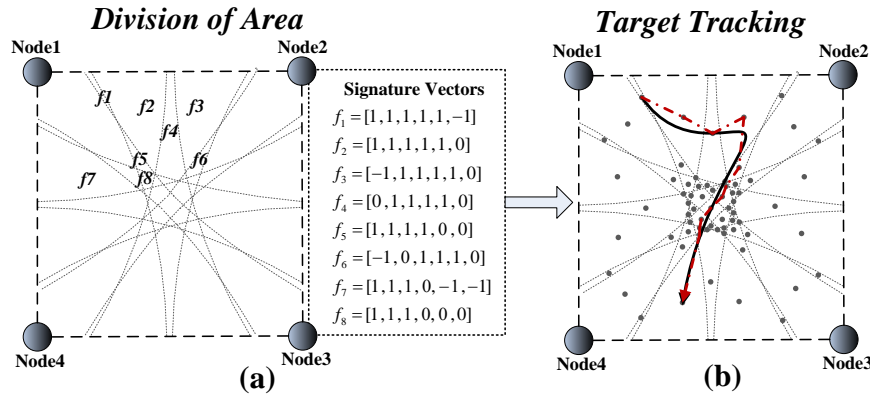 Division of Area
Target Tracking
Node1
Node2
f1
f2
f3
f4
f5
f6
f7
f8
Node4
Node3
(a)
Signature Vectors
f₁ = [1,1,1,1,1,-1]
f₂ = [1,1,1,1,1,0]
f₃ = [-1,1,1,1,1,0]
f₄ = [0,1,1,1,1,0]
f₅ = [1,1,1,1,0,0]
f₆ = [-1,0,1,1,1,0]
f₇ = [1,1,1,0,-1,-1]
f₈ = [1,1,1,0,0,0]
Node1
Node2
Node4
Node3
(b)